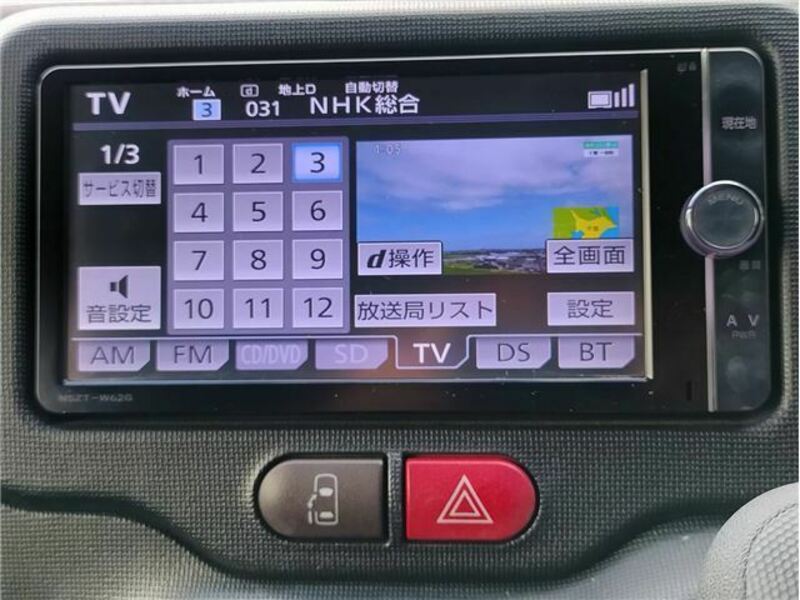 TV ホーム 3 d 031 地上D 自動切替 NHK総合
現在地
1/3
サービス切替
1 2 3
4 5 6
7 8 9
10 11 12
4:05
MENU
d操作
全画面
音設定
放送局リスト
設定
A V
AM FM CD/DVD SD TV DS BT
NSZT-W62G